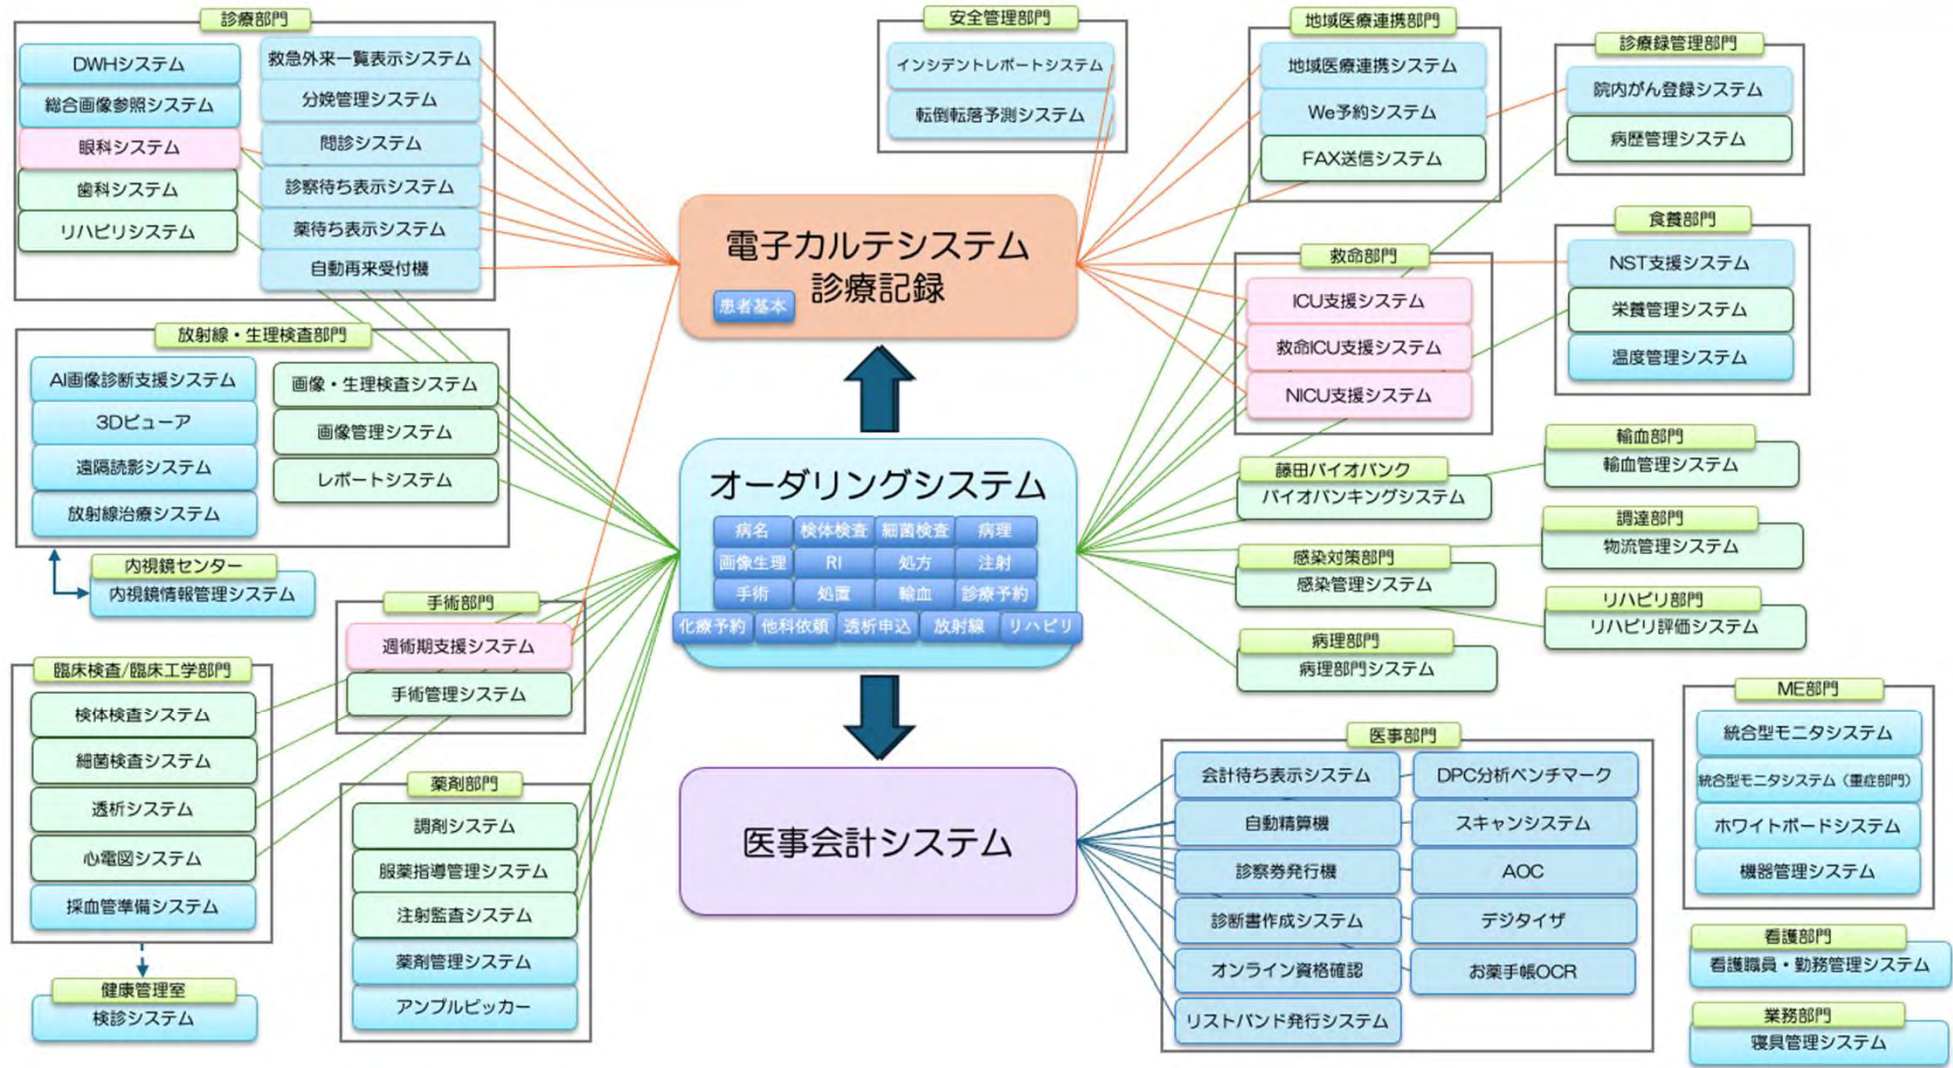 診療部門
DWHシステム
総合画像参照システム
眼科システム
歯科システム
リハビリシステム
救急外来一覧表示システム
分娩管理システム
問診システム
診察待ち表示システム
薬待ち表示システム
自動再来受付機
放射線・生理検査部門
AI画像診断支援システム
3Dビューア
遠隔読影システム
放射線治療システム
画像・生理検査システム
画像管理システム
レポートシステム
内視鏡センター
内視鏡情報管理システム
手術部門
週術期支援システム
手術管理システム
臨床検査/臨床工学部門
検体検査システム
細菌検査システム
透析システム
心電図システム
採血管準備システム
健康管理室
検診システム
薬剤部門
調剤システム
服薬指導管理システム
注射監査システム
薬剤管理システム
アンプルピッカー
電子カルテシステム
診療記録
患者基本
オーダリングシステム
病名 検体検査 細菌検査 病理
画像生理 RI 処方 注射
手術 処置 輸血 診療予約
化療予約 他科依頼 透析申込 放射線 リハビリ
医事会計システム
安全管理部門
インシデントレポートシステム
転倒転落予測システム
地域医療連携部門
地域医療連携システム
We予約システム
FAX送信システム
診療録管理部門
院内がん登録システム
病歴管理システム
救命部門
ICU支援システム
救命ICU支援システム
NICU支援システム
食養部門
NST支援システム
栄養管理システム
温度管理システム
藤田バイオバンク
バイオバンキングシステム
輸血部門
輸血管理システム
感染対策部門
感染管理システム
調達部門
物流管理システム
病理部門
病理部門システム
リハビリ部門
リハビリ評価システム
医事部門
会計待ち表示システム
自動精算機
診察券発行機
診断書作成システム
オンライン資格確認
リストバンド発行システム
DPC分析ベンチマーク
スキャンシステム
AOC
デジタイザ
お薬手帳OCR
ME部門
統合型モニタシステム
統合型モニタシステム（重症部門）
ホワイトボードシステム
機器管理システム
看護部門
看護職員・勤務管理システム
業務部門
寝具管理システム